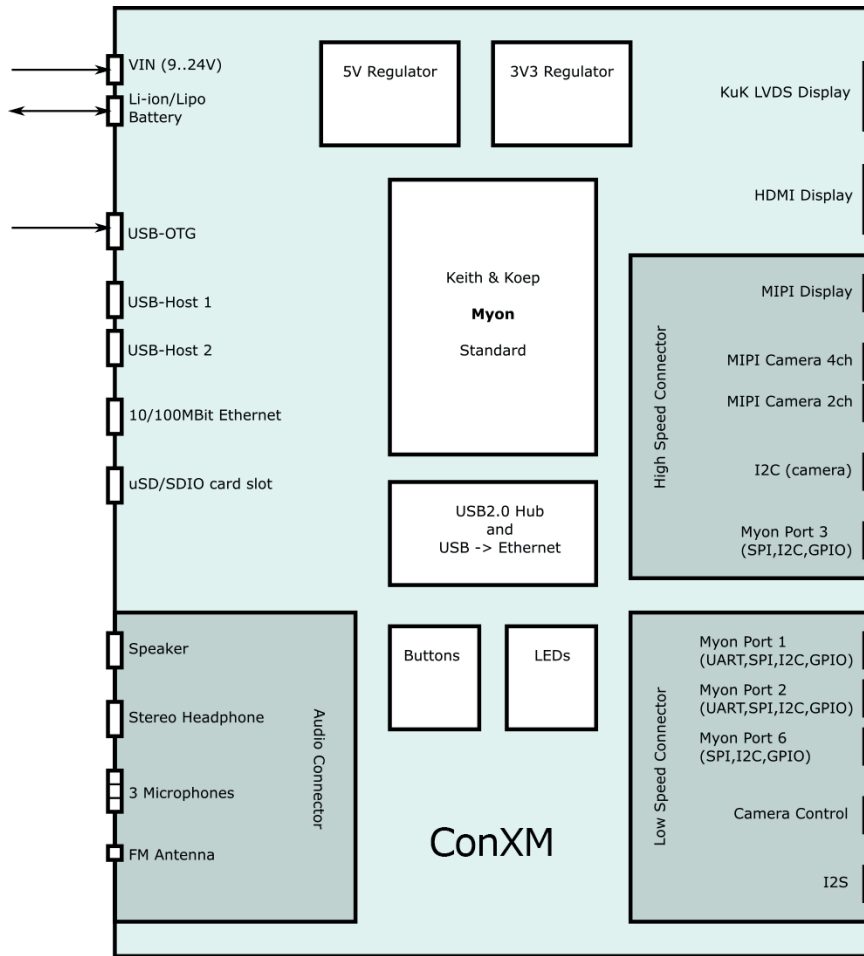 VIN (9..24V)
Li-ion/Lipo
Battery
USB-OTG
USB-Host 1
USB-Host 2
10/100MBit Ethernet
uSD/SDIO card slot
5V Regulator
3V3 Regulator
Keith & Koep
Myon
Standard
USB2.0 Hub
and
USB -> Ethernet
Buttons
LEDs
KuK LVDS Display
HDMI Display
High Speed Connector
MIPI Display
MIPI Camera 4ch
MIPI Camera 2ch
I2C (camera)
Myon Port 3
(SPI,I2C,GPIO)
Speaker
Stereo Headphone
3 Microphones
FM Antenna
Audio Connector
ConXM
Low Speed Connector
Myon Port 1
(UART,SPI,I2C,GPIO)
Myon Port 2
(UART,SPI,I2C,GPIO)
Myon Port 6
(SPI,I2C,GPIO)
Camera Control
I2S